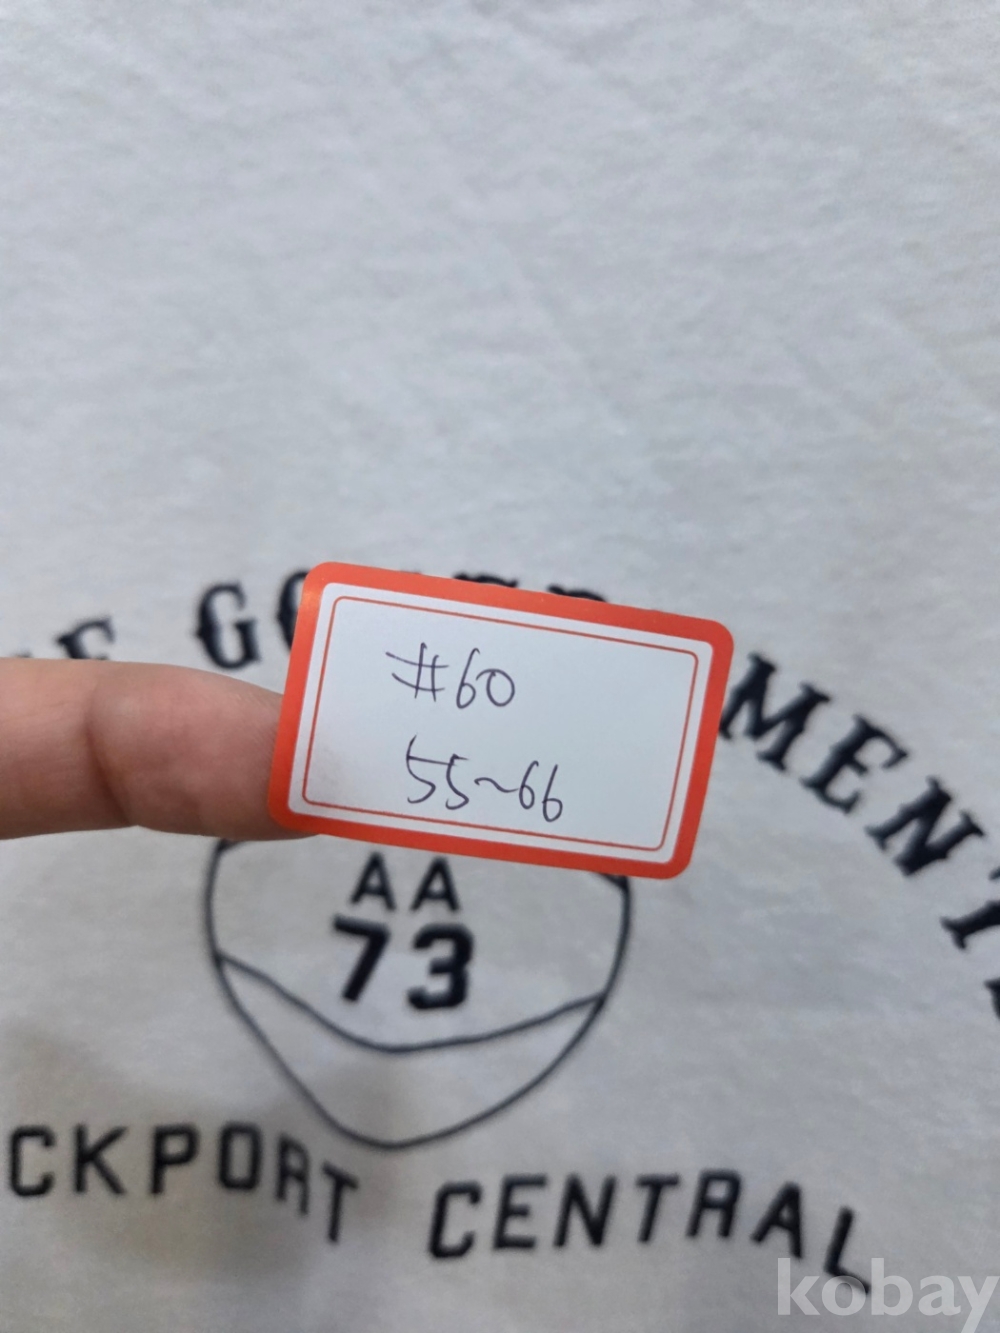 #60
55~66
AA
73
CKPORT CENTRAL
kobay